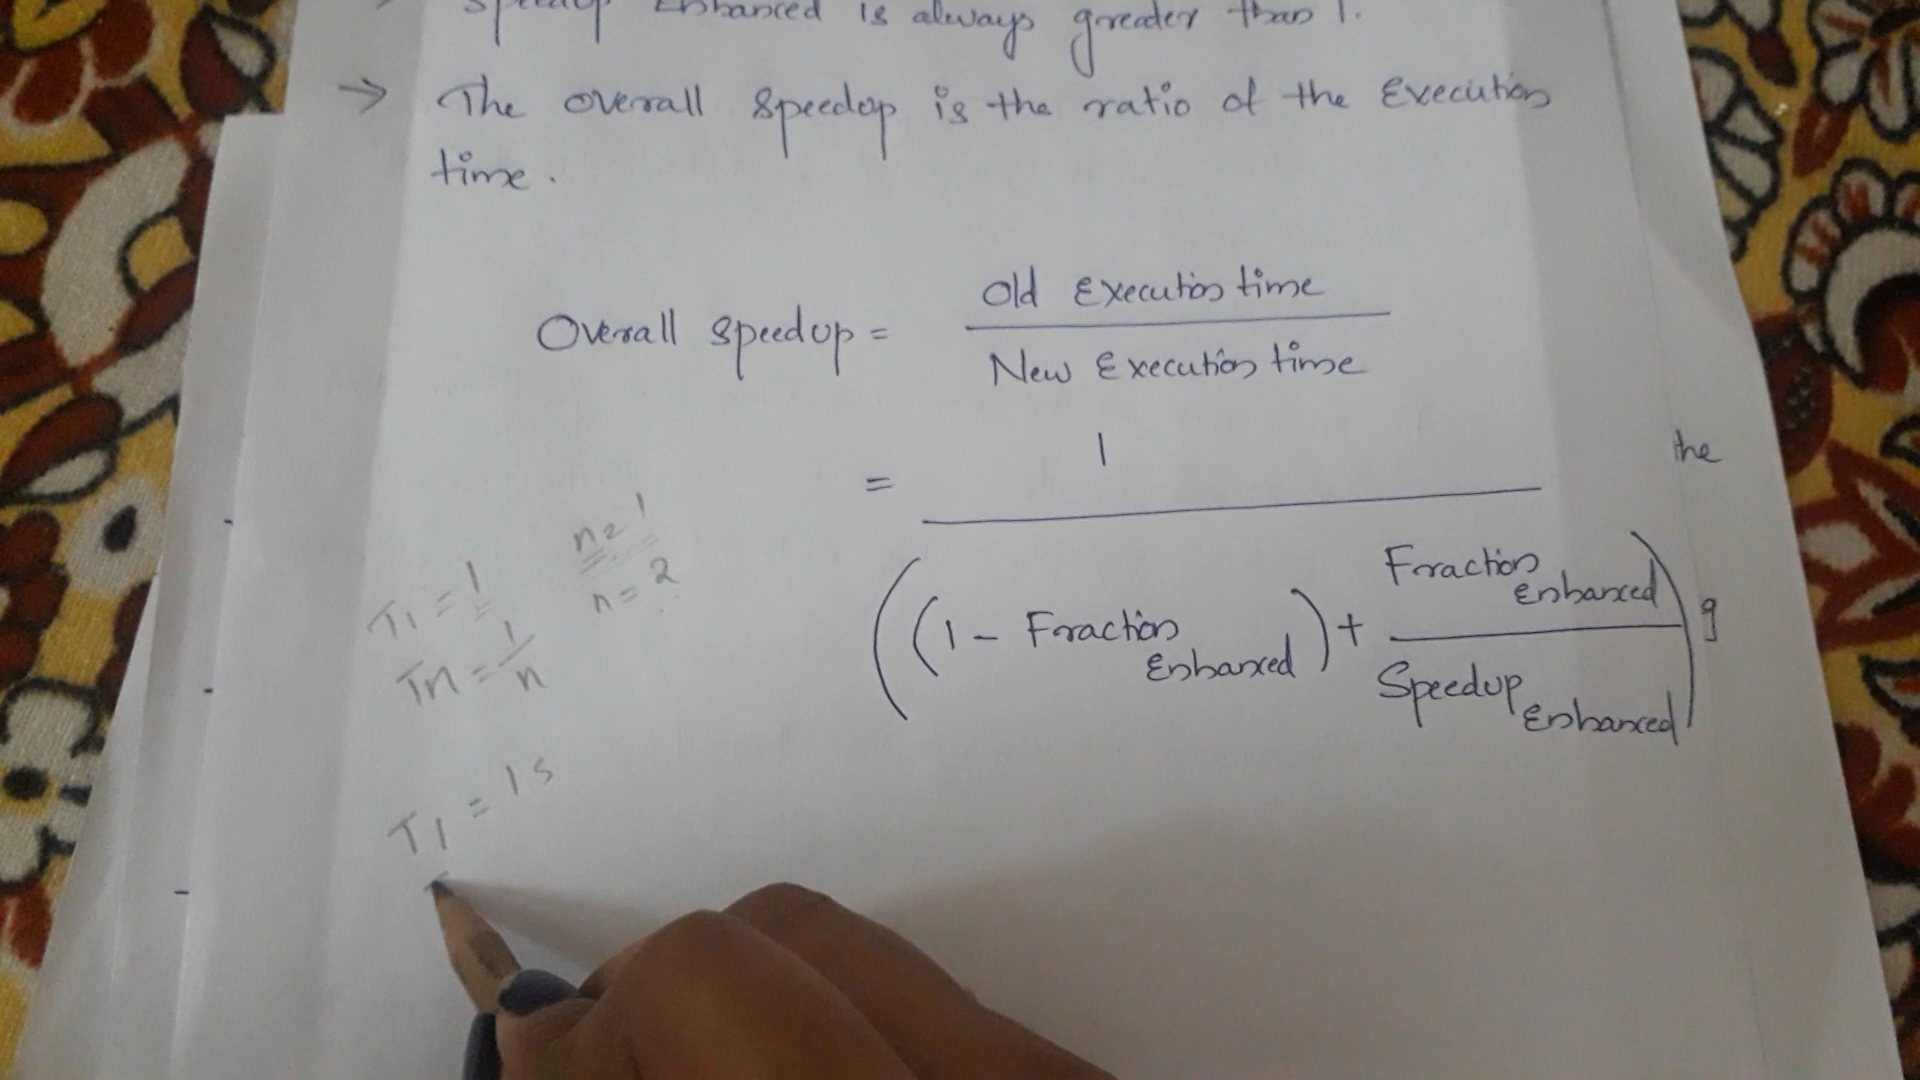 Speedup Enhanced is always greater than 1.
→ The overall speedup is the ratio of the Execution
time.
Overall speedup = Old Execution time / New Execution time
= 1 / ((1 - Fraction Enhanced) + Fraction Enhanced / Speedup Enhanced)
the
g
T1 = 1
n = 1
n = 2
Tn = 1/n
T1 = 1s